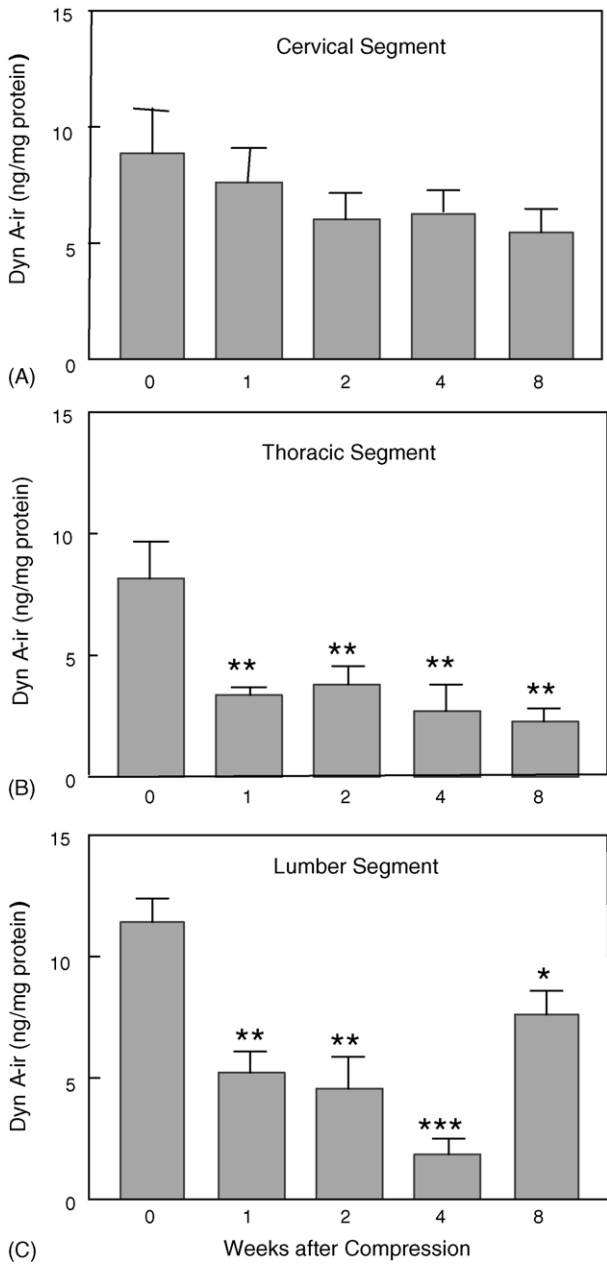 15
Cervical Segment
Dyn A-ir (ng/mg protein)
10
5
0
(A)
0 1 2 4 8
15
Thoracic Segment
Dyn A-ir (ng/mg protein)
10
5
** ** ** **
0
(B)
0 1 2 4 8
15
Lumber Segment
Dyn A-ir (ng/mg protein)
10
*
** **
5
***
0
0 1 2 4 8
(C) Weeks after Compression